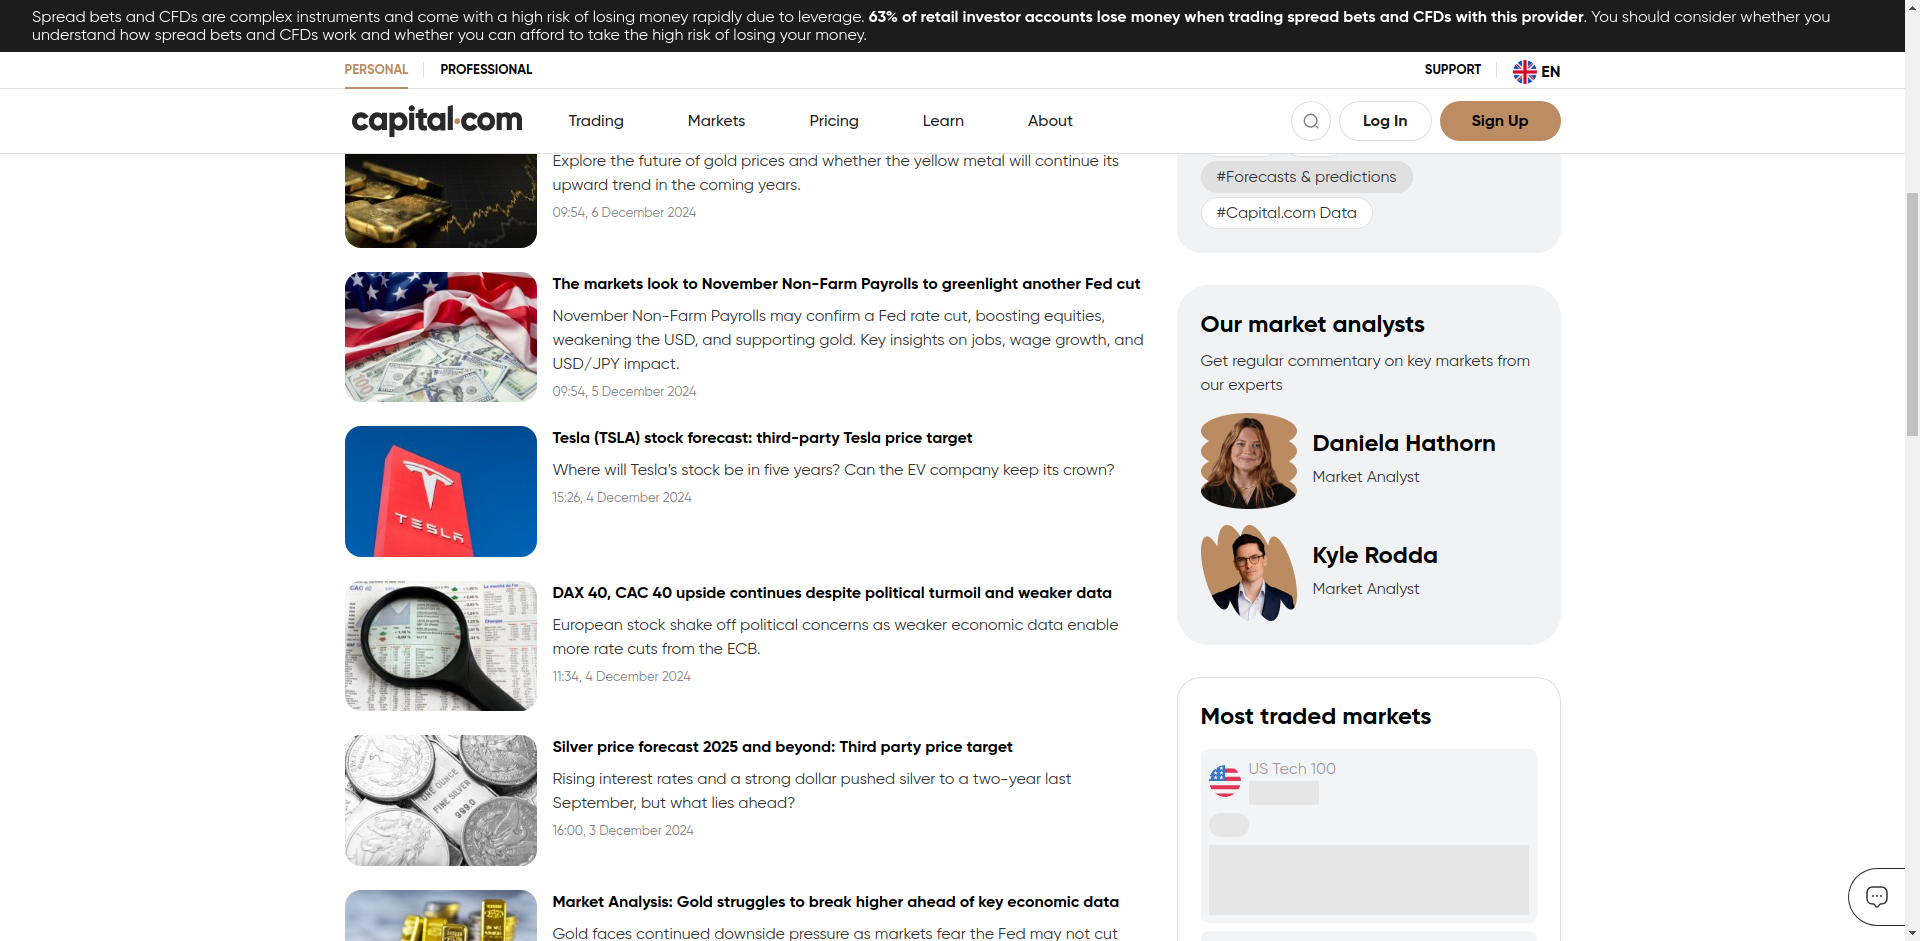 Spread bets and CFDs are complex instruments and come with a high risk of losing money rapidly due to leverage. 63% of retail investor accounts lose money when trading spread bets and CFDs with this provider. You should consider whether you
understand how spread bets and CFDs work and whether you can afford to take the high risk of losing your money.
PERSONAL
PROFESSIONAL
SUPPORT
EN
capital.com
Trading
Markets
Pricing
Learn
About
Log In
Sign Up
Explore the future of gold prices and whether the yellow metal will continue its
upward trend in the coming years.
09:54, 6 December 2024
The markets look to November Non-Farm Payrolls to greenlight another Fed cut
November Non-Farm Payrolls may confirm a Fed rate cut, boosting equities,
weakening the USD, and supporting gold. Key insights on jobs, wage growth, and
USD/JPY impact.
09:54, 5 December 2024
TESLA
Tesla (TSLA) stock forecast: third-party Tesla price target
Where will Tesla's stock be in five years? Can the EV company keep its crown?
15:26, 4 December 2024
CAC 40
DAX 40, CAC 40 upside continues despite political turmoil and weaker data
European stock shake off political concerns as weaker economic data enable
more rate cuts from the ECB.
11:34, 4 December 2024
ONE OUNCE
FINE SILVER
999.0
Silver price forecast 2025 and beyond: Third party price target
Rising interest rates and a strong dollar pushed silver to a two-year last
September, but what lies ahead?
16:00, 3 December 2024
Market Analysis: Gold struggles to break higher ahead of key economic data
Gold faces continued downside pressure as markets fear the Fed may not cut
#Forecasts & predictions
#Capital.com Data
Our market analysts
Get regular commentary on key markets from
our experts
Daniela Hathorn
Market Analyst
Kyle Rodda
Market Analyst
Most traded markets
US Tech 100